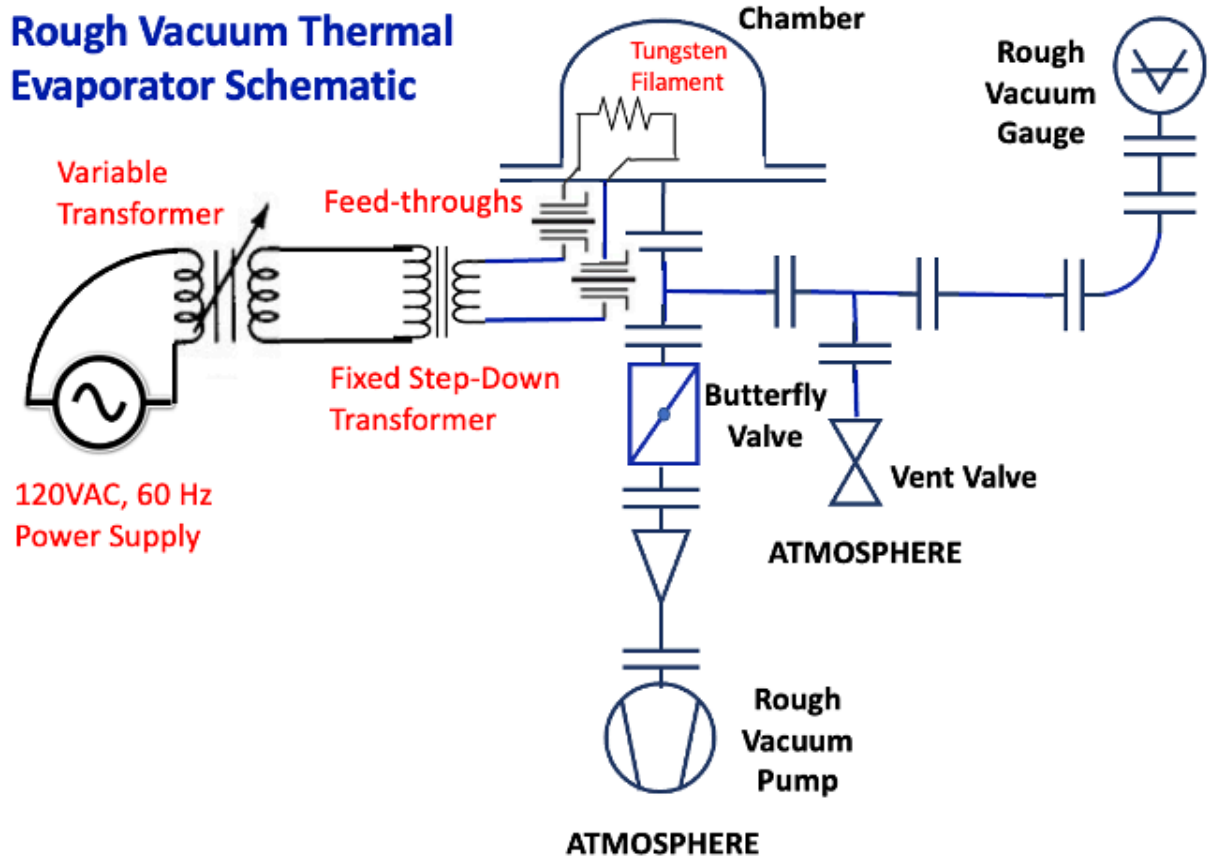 Rough Vacuum Thermal
Evaporator Schematic
Chamber
Tungsten
Filament
Rough
Vacuum
Gauge
Variable
Transformer
Feed-throughs
Fixed Step-Down
Transformer
Butterfly
Valve
Vent Valve
120VAC, 60 Hz
Power Supply
ATMOSPHERE
Rough
Vacuum
Pump
ATMOSPHERE